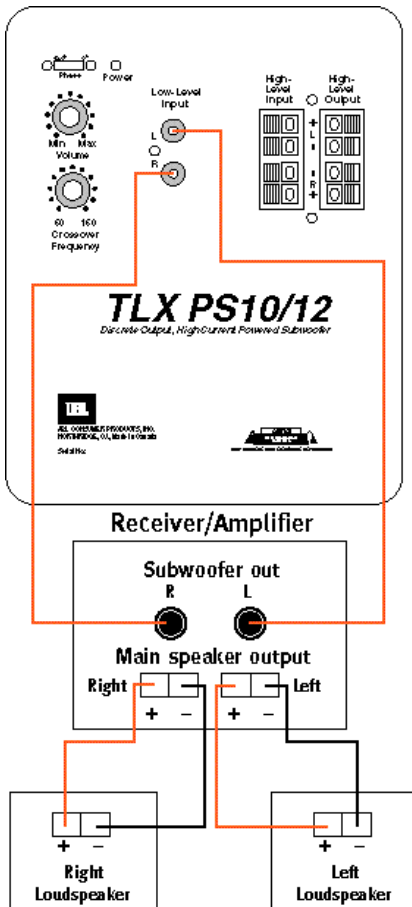 Phase
Power
Low-Level
Input
High-
Level
Input
High-
Level
Output
L
R
+
L
-
-
R
+
Min Max
Volume
50 150
Crossover
Frequency
TLX PS10/12
Discrete Output, High Current Powered Subwoofer
JBL
JBL CONSUMER PRODUCTS, INC.
Serial No:
Receiver/Amplifier
Subwoofer out
R L
Main speaker output
Right Left
+ − + −
+ − + −
Right
Loudspeaker
Left
Loudspeaker